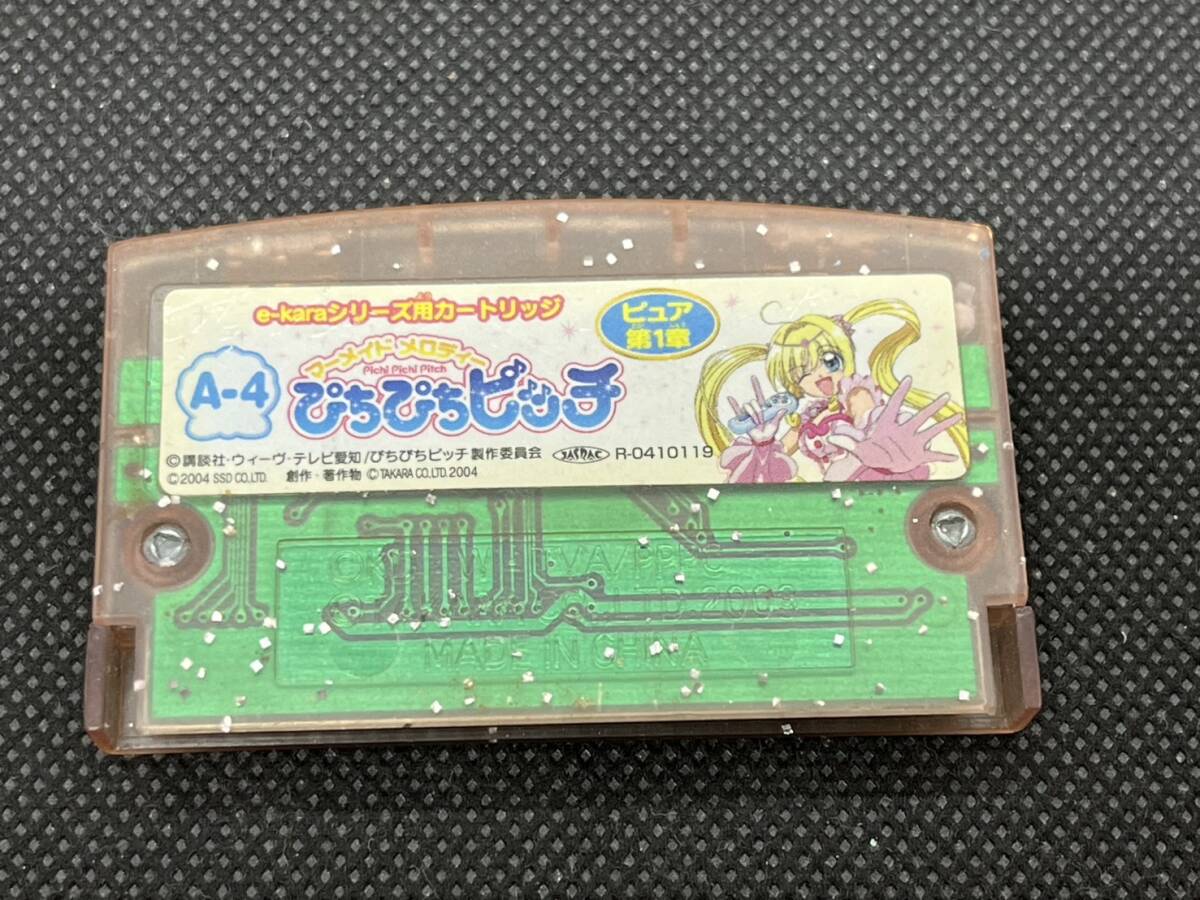 e-karaシリーズ用カートリッジ
ピュア
第1章
A-4
マーメイド メロディー
Pichi Pichi Pitch
ぴちぴちピッチ
©講談社・ウィーヴ・テレビ愛知/ぴちぴちピッチ製作委員会
JASRAC R-0410119
©2004 SSD CO.LTD. 創作・著作物 ©TAKARA CO.LTD.2004
LTD.2003
MADE IN CHINA